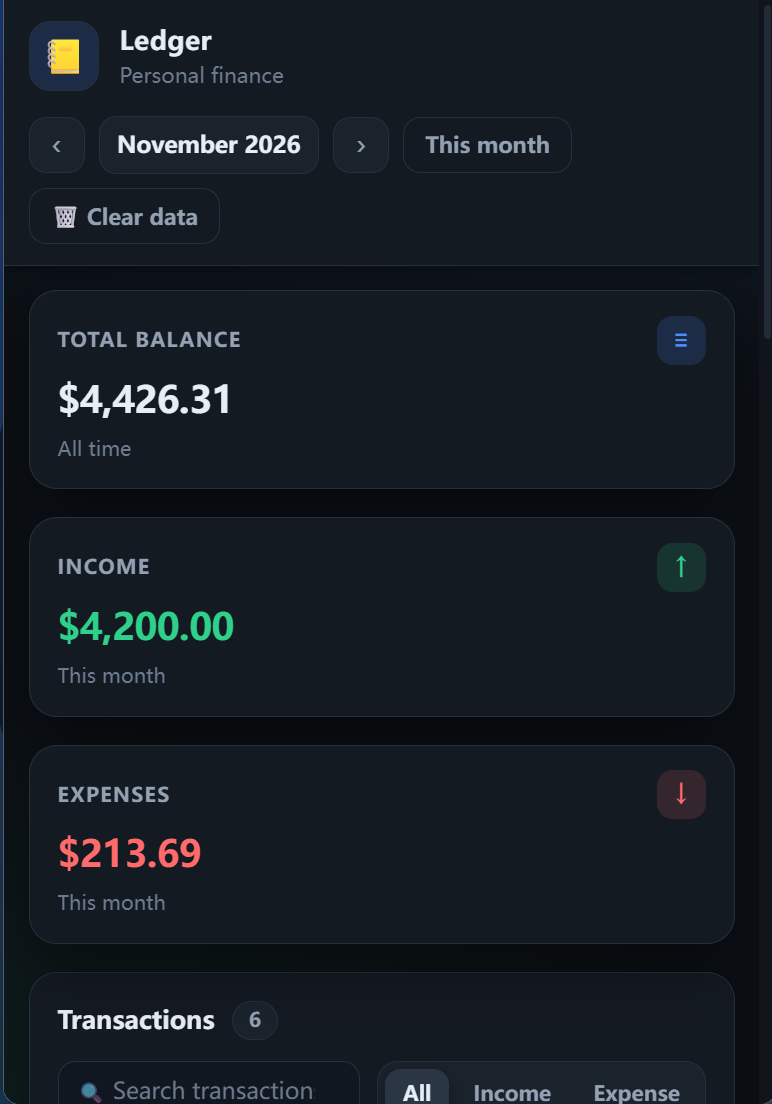 Ledger
Personal finance
‹ November 2026 › This month
Clear data
TOTAL BALANCE
$4,426.31
All time
INCOME
$4,200.00
This month
EXPENSES
$213.69
This month
Transactions 6
Search transaction All Income Expense